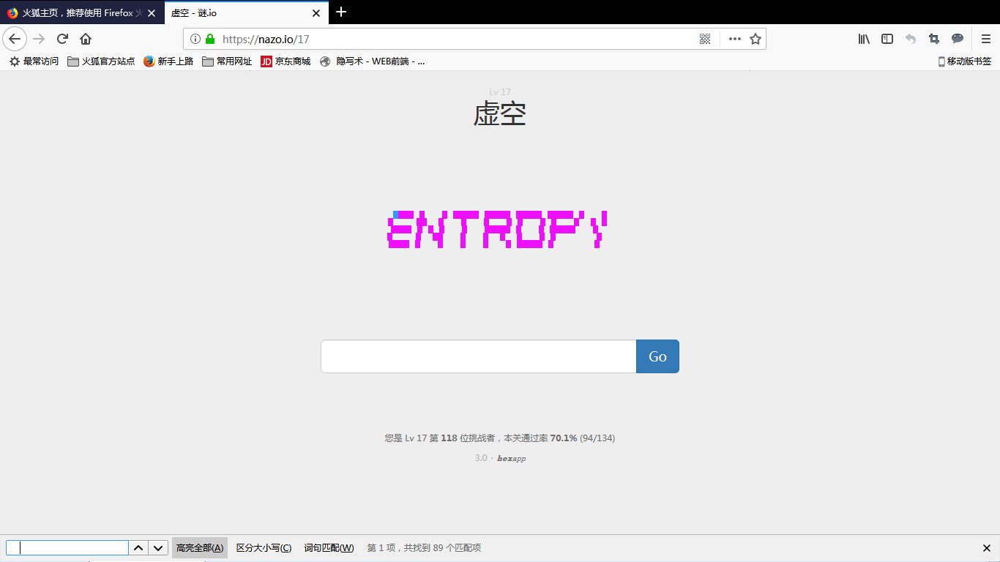 火狐主页，推荐使用 Firefox 火
虚空 - 谜.io
https://nazo.io/17
最常访问 火狐官方站点 新手上路 常用网址 JD 京东商城 隐写术 - WEB前端 - ...
移动版书签
Lv 17
虚空
ENTROPY
Go
您是 Lv 17 第 118 位挑战者，本关通过率 70.1% (94/134)
3.0 · hexapp
高亮全部(A) 区分大小写(C) 词句匹配(W) 第 1 项，共找到 89 个匹配项